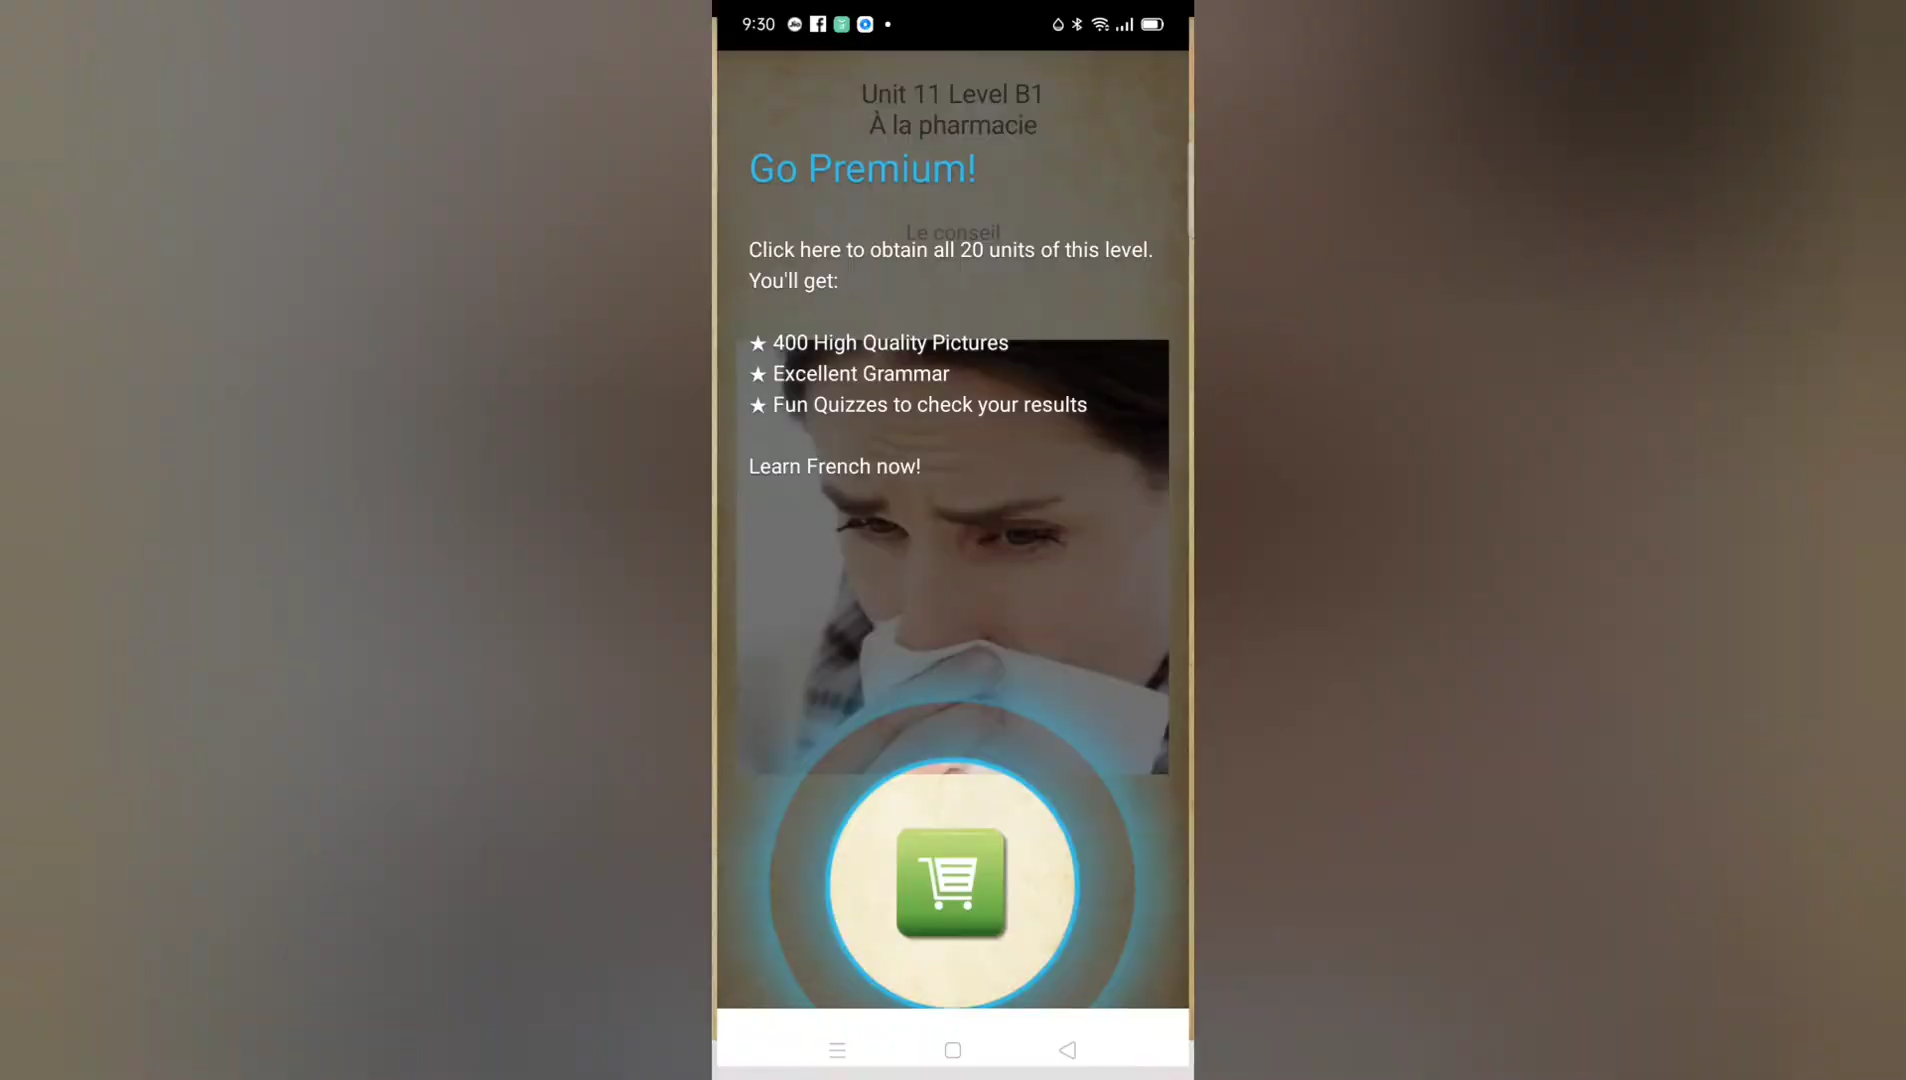 9:30
Unit 11 Level B1
À la pharmacie
Go Premium!
Le conseil
Click here to obtain all 20 units of this level.
You'll get:
★ 400 High Quality Pictures
★ Excellent Grammar
★ Fun Quizzes to check your results
Learn French now!